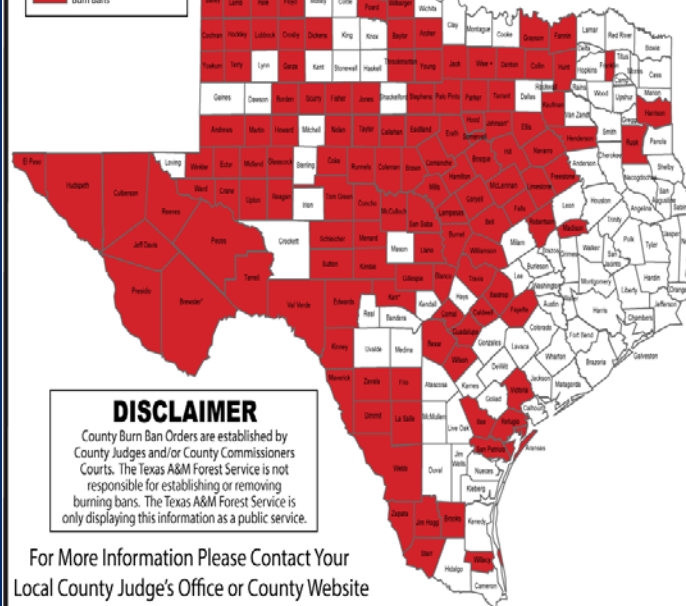 Burn Bans
Clay
Montague
Cooke
Grayson
Fannin
Lamar
Red River
Bowie
Cochran
Hockley
Lubbock
Crosby
Dickens
King
Knox
Baylor
Archer
Yoakum
Terry
Lynn
Garza
Kent
Stonewall
Haskell
Throckmorton
Young
Jack
Wise
Denton
Collin
Hunt
Hopkins
Titus
Cass
Gaines
Dawson
Borden
Scurry
Fisher
Jones
Shackelford
Stephens
Palo Pinto
Parker
Tarrant
Dallas
Rockwall
Kaufman
Rains
Wood
Upshur
Marion
Harrison
Van Zandt
Gregg
Andrews
Martin
Howard
Mitchell
Nolan
Taylor
Callahan
Eastland
Erath
Hood
Somervell
Johnson*
Ellis
Henderson
Smith
Rusk
Panola
El Paso
Hudspeth
Culberson
Loving
Winkler
Ector
Midland
Glasscock
Sterling
Coke
Runnels
Coleman
Brown
Comanche
Bosque
Hill
Navarro
Anderson
Cherokee
Shelby
Reeves
Ward
Crane
Upton
Reagan
Irion
Tom Green
Concho
McCulloch
Mills
Hamilton
McLennan
Limestone
Freestone
Nacogdoches
San Augustine
Jeff Davis
Pecos
Crockett
Schleicher
Menard
San Saba
Lampasas
Coryell
Bell
Falls
Robertson
Leon
Madison
Houston
Trinity
Angelina
Presidio
Brewster*
Terrell
Val Verde
Sutton
Kimble
Mason
Llano
Burnet
Williamson
Milam
Brazos
Grimes
Walker
Polk
Tyler
Jasper
San Jacinto
Edwards
Kerr*
Gillespie
Blanco
Travis
Hays
Bastrop
Lee
Burleson
Washington
Montgomery
Liberty
Hardin
Orange
Jefferson
Real
Bandera
Kendall
Comal
Caldwell
Fayette
Austin
Harris
Chambers
Kinney
Uvalde
Medina
Bexar
Guadalupe
Gonzales
Lavaca
Colorado
Fort Bend
Galveston
Maverick
Zavala
Frio
Atascosa
Wilson
Karnes
DeWitt
Jackson
Wharton
Matagorda
Brazoria
Dimmit
La Salle
McMullen
Live Oak
Bee
Goliad
Victoria
Calhoun
Refugio
Aransas
San Patricio
Webb
Duval
Jim Wells
Nueces
Kleberg
Zapata
Jim Hogg
Brooks
Kenedy
Starr
Hidalgo
Willacy
Cameron
DISCLAIMER
County Burn Ban Orders are established by
County Judges and/or County Commissioners
Courts. The Texas A&M Forest Service is not
responsible for establishing or removing
burning bans. The Texas A&M Forest Service is
only displaying this information as a public service.
For More Information Please Contact Your
Local County Judge's Office or County Website